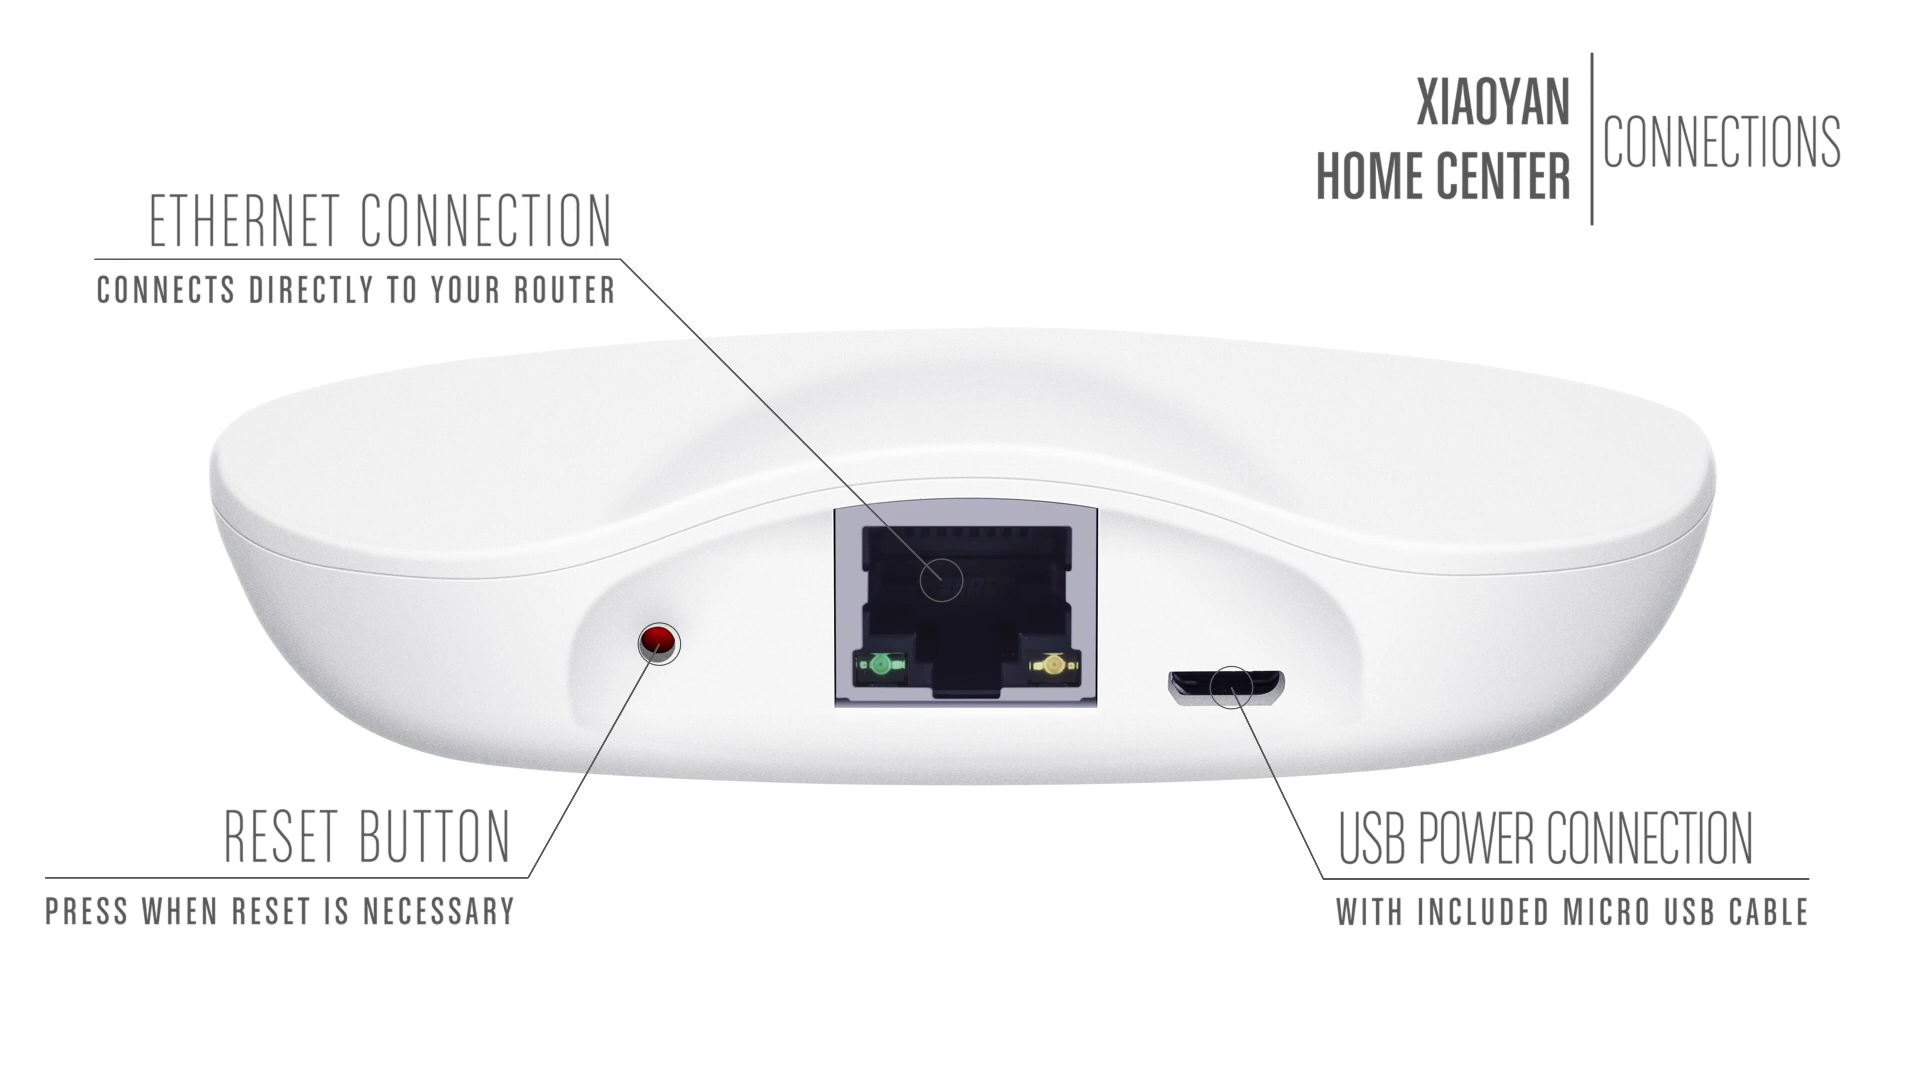 XIAOYAN
HOME CENTER
CONNECTIONS
ETHERNET CONNECTION
CONNECTS DIRECTLY TO YOUR ROUTER
RESET BUTTON
PRESS WHEN RESET IS NECESSARY
USB POWER CONNECTION
WITH INCLUDED MICRO USB CABLE